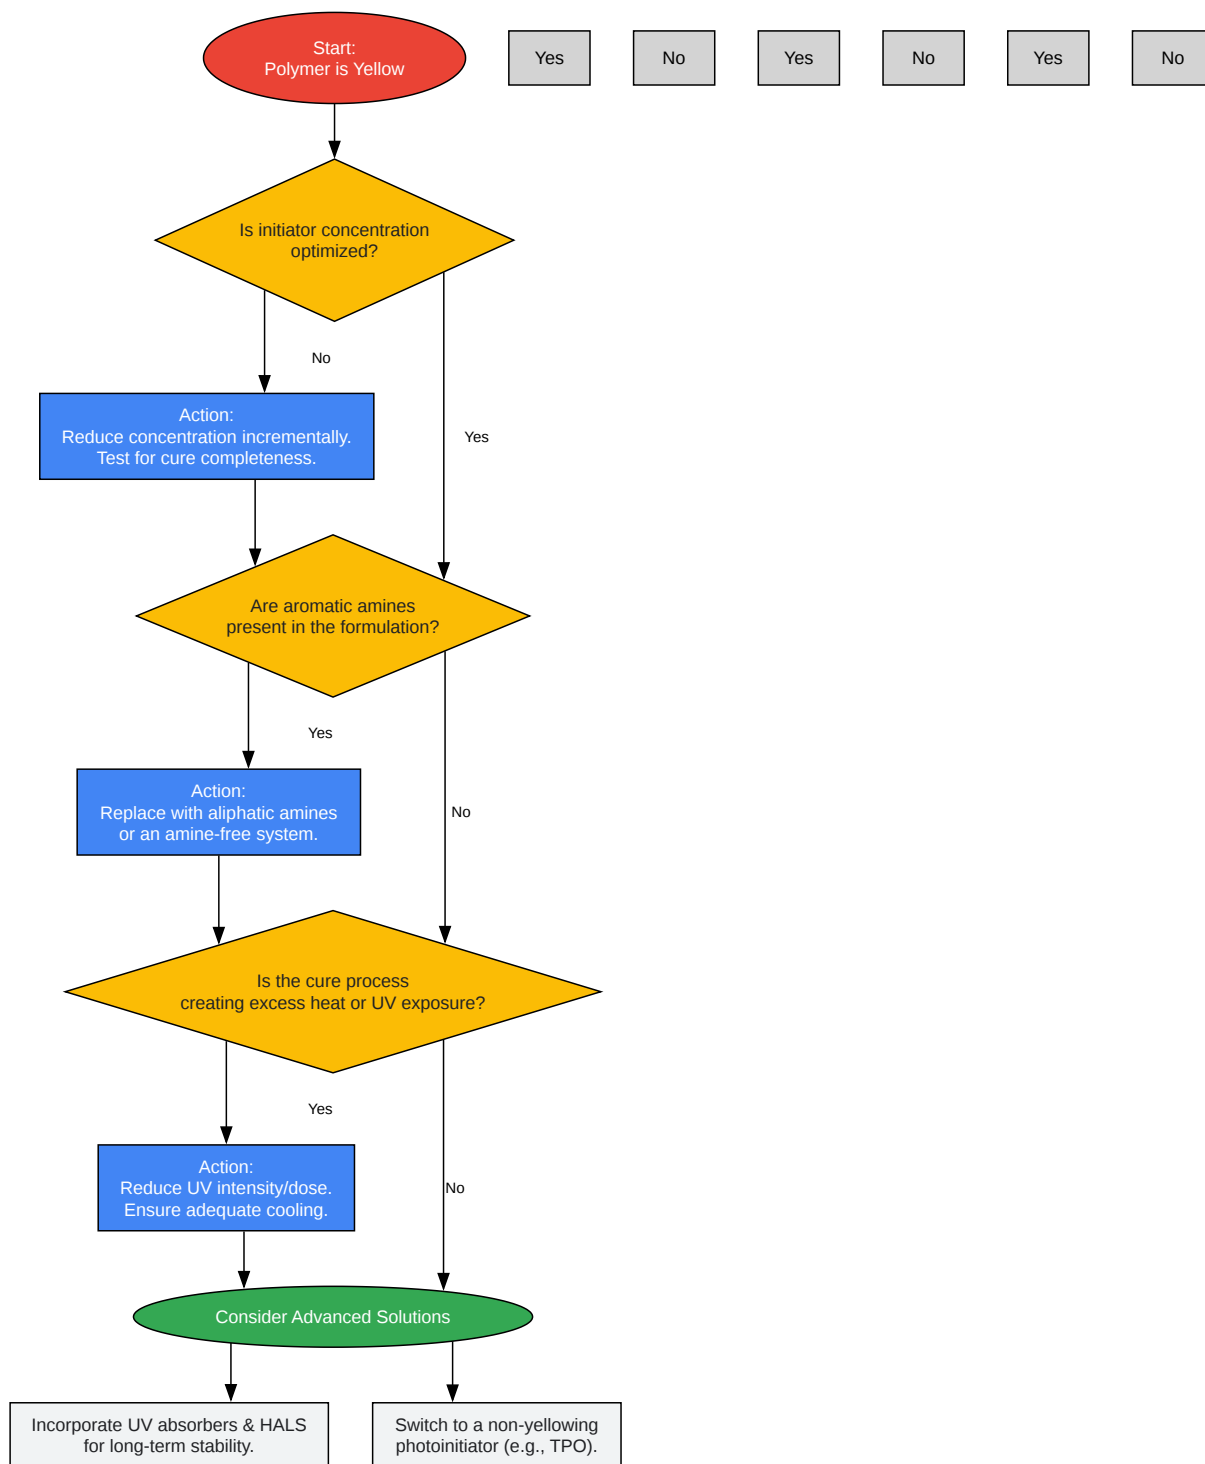 Start:
Polymer is Yellow
Yes
No
Yes
No
Yes
No
Is initiator concentration
optimized?
No
Action:
Reduce concentration incrementally.
Test for cure completeness.
Yes
Are aromatic amines
present in the formulation?
Yes
Action:
Replace with aliphatic amines
or an amine-free system.
No
Is the cure process
creating excess heat or UV exposure?
Yes
Action:
Reduce UV intensity/dose.
Ensure adequate cooling.
No
Consider Advanced Solutions
Incorporate UV absorbers & HALS
for long-term stability.
Switch to a non-yellowing
photoinitiator (e.g., TPO).